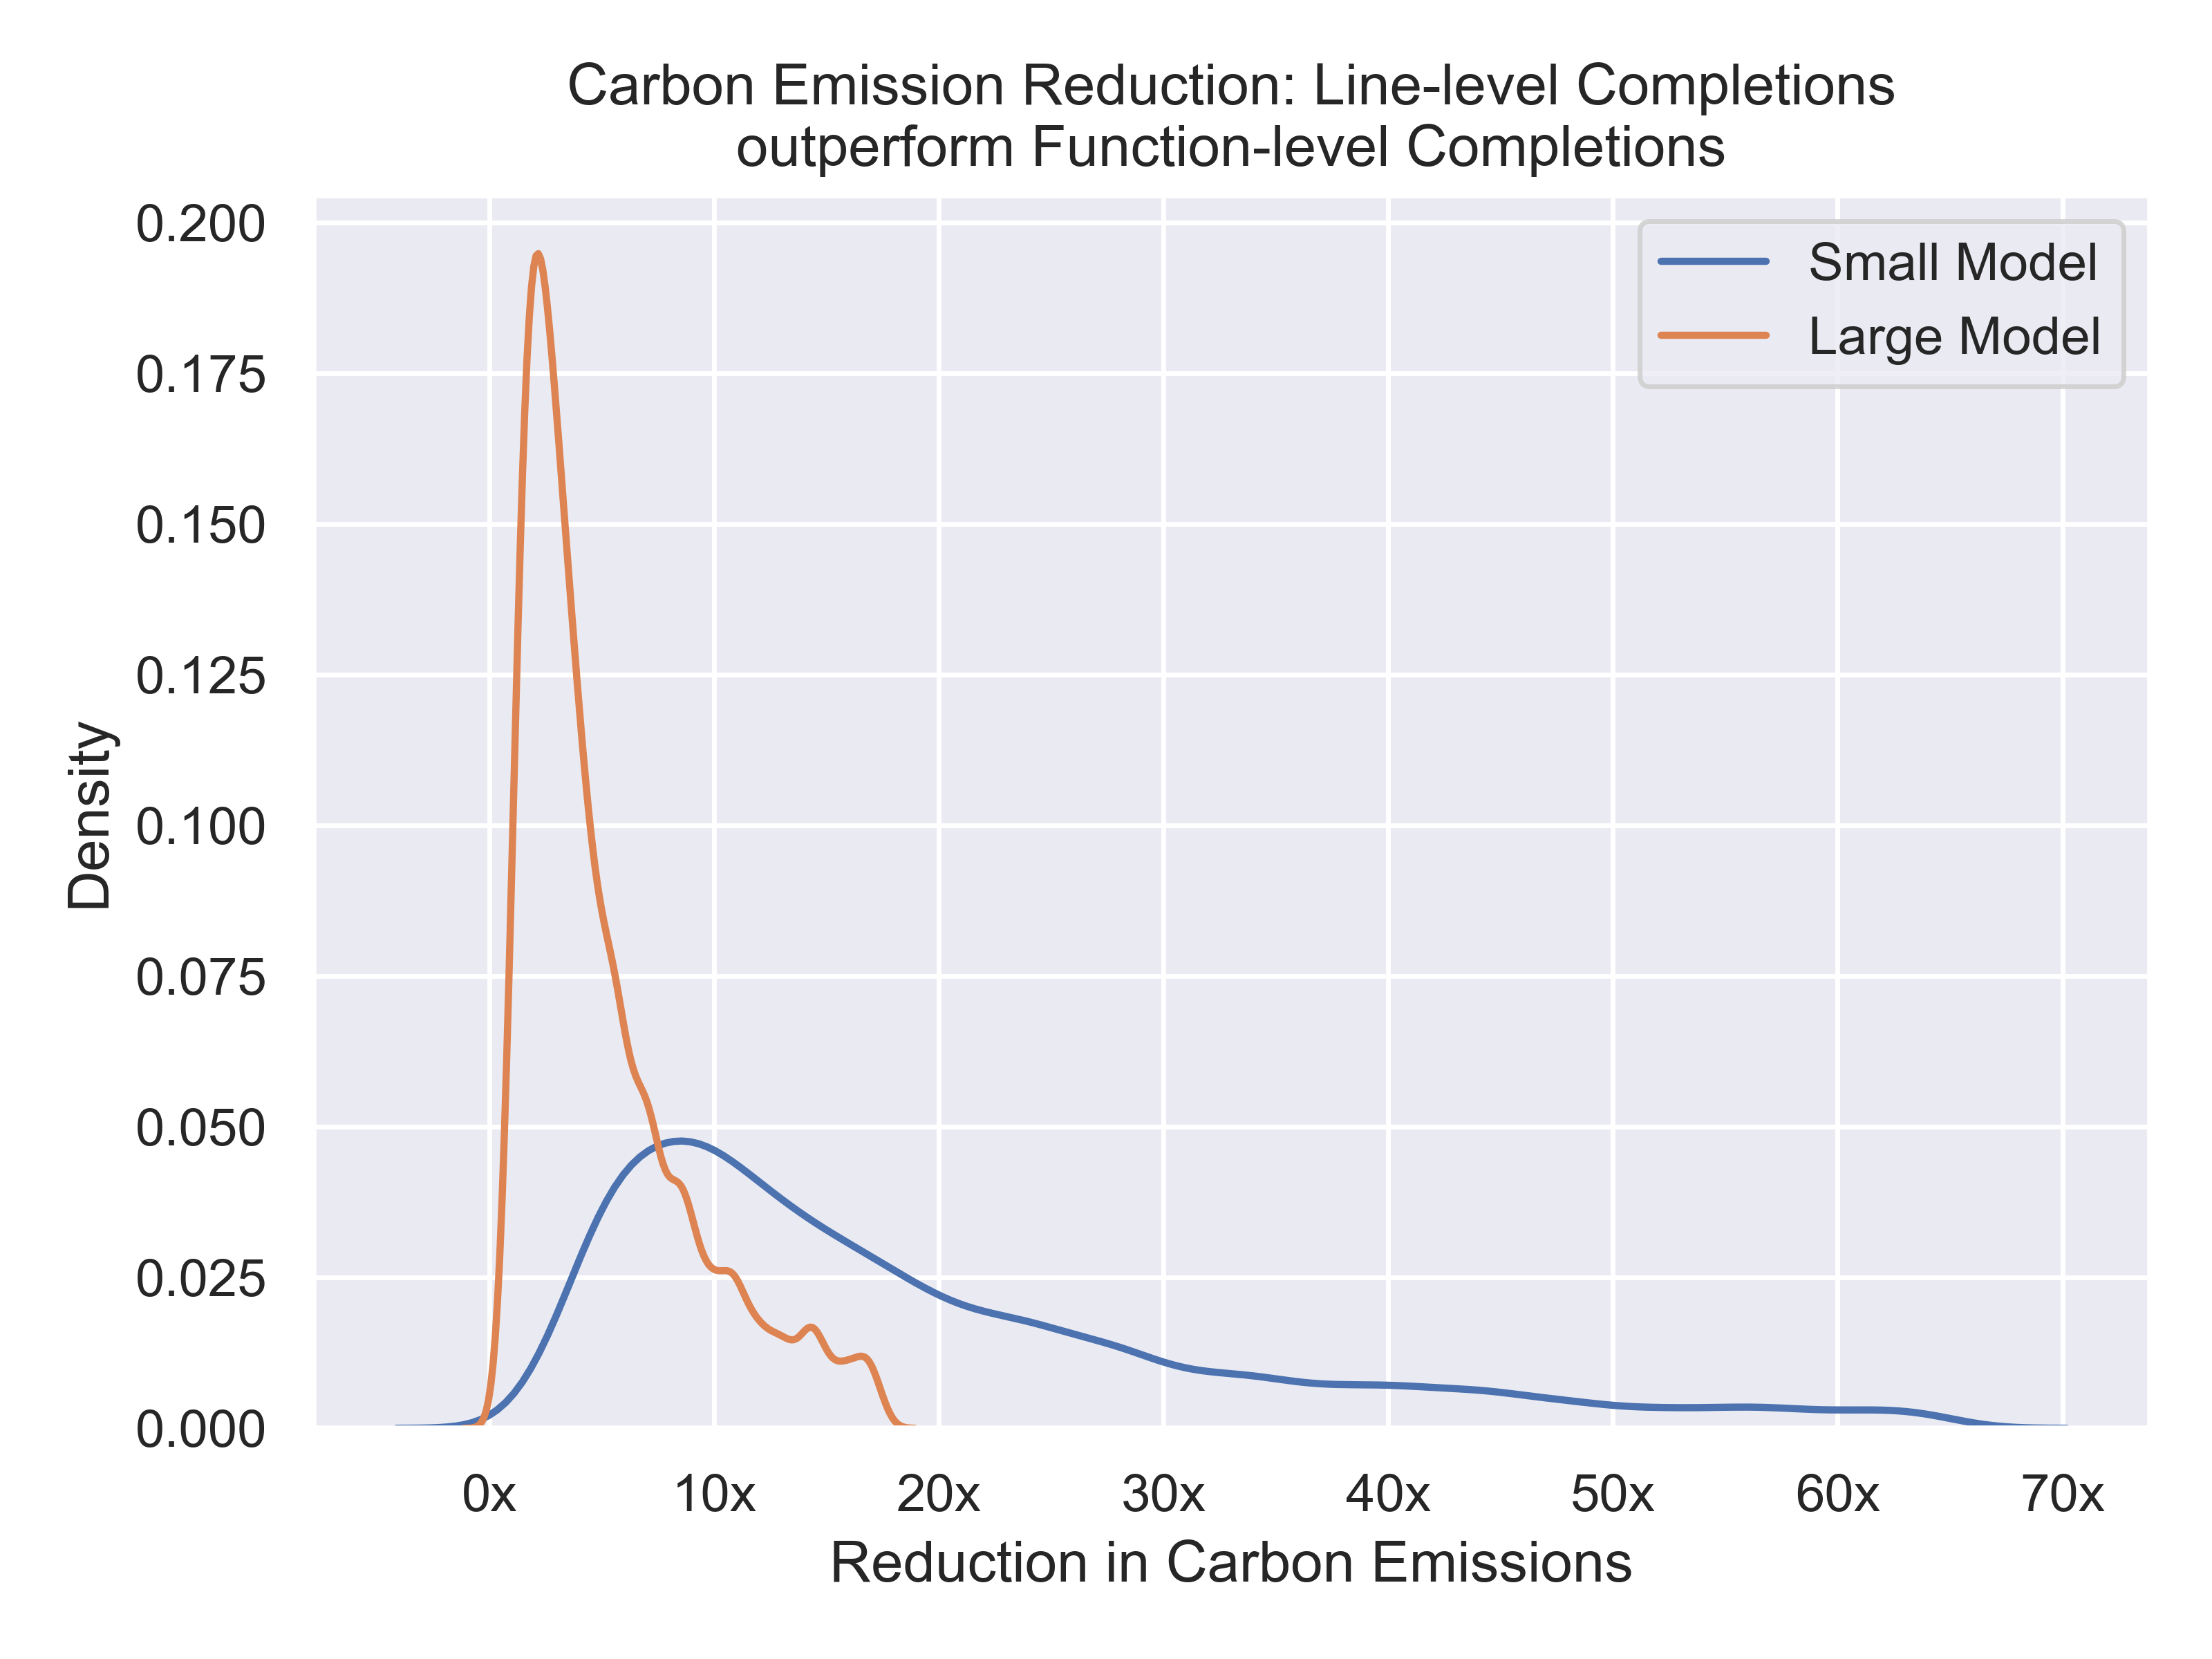 Carbon Emission Reduction: Line-level Completions
outperform Function-level Completions
0.200
0.175
0.150
0.125
0.100
0.075
0.050
0.025
0.000
Density
Small Model
Large Model
0x 10x 20x 30x 40x 50x 60x 70x
Reduction in Carbon Emissions